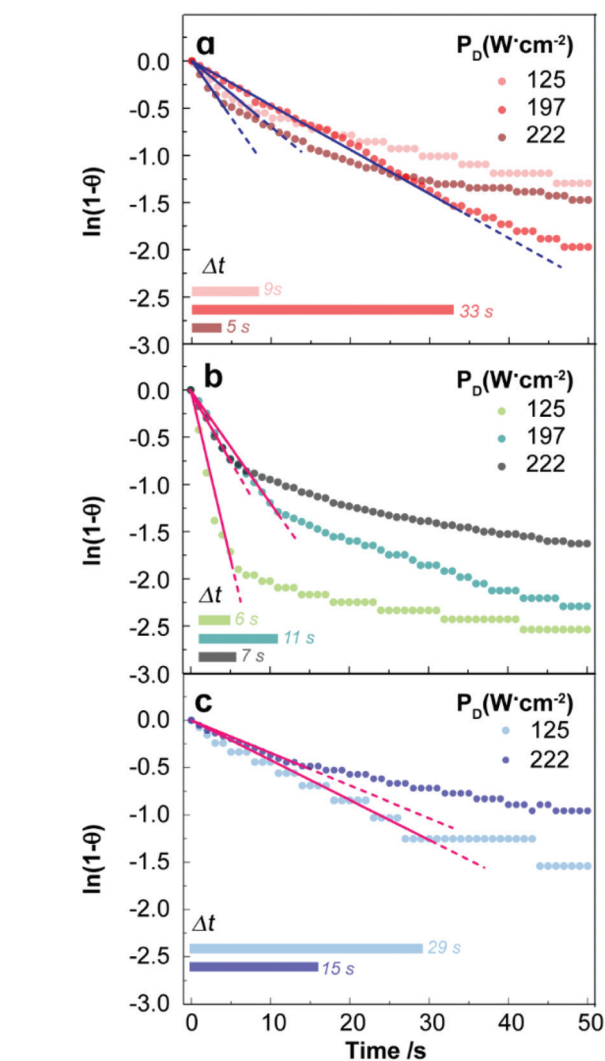 a
P_D(W·cm⁻²)
125
197
222
0.0
-0.5
-1.0
-1.5
-2.0
-2.5
-3.0
ln(1-θ)
Δt
9s
33 s
5 s
b
P_D(W·cm⁻²)
125
197
222
0.0
-0.5
-1.0
-1.5
-2.0
-2.5
-3.0
ln(1-θ)
Δt
6 s
11 s
7 s
c
P_D(W·cm⁻²)
125
222
0.0
-0.5
-1.0
-1.5
-2.0
-2.5
-3.0
ln(1-θ)
Δt
29 s
15 s
0 10 20 30 40 50
Time /s